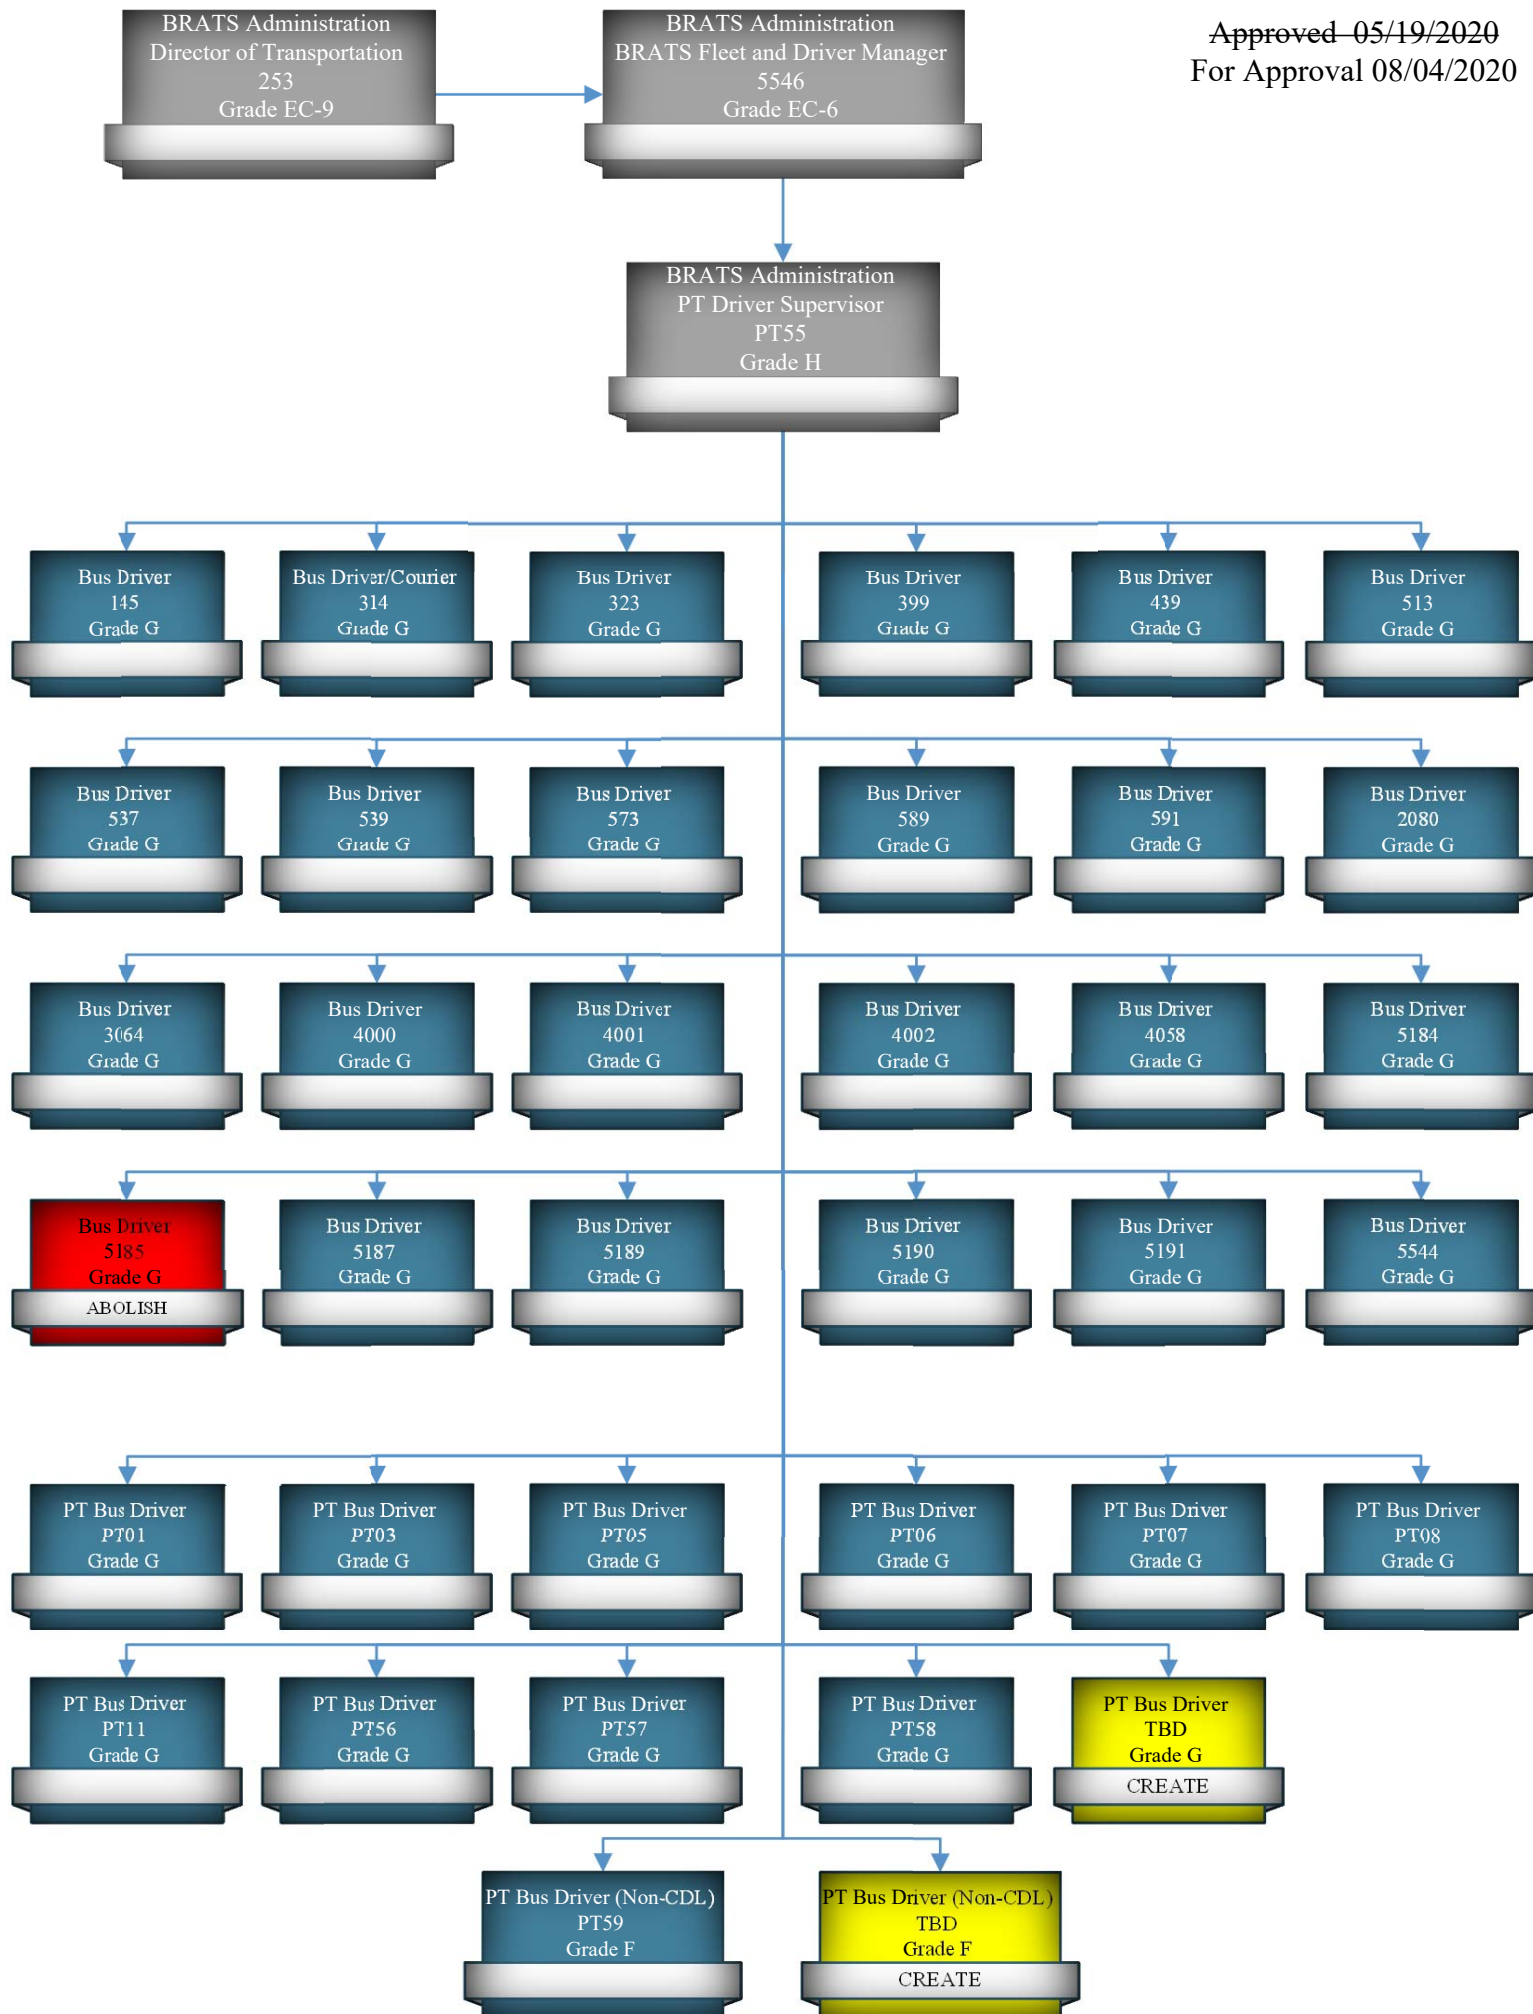 BRATS Administration
Director of Transportation
253
Grade EC-9
BRATS Administration
BRATS Fleet and Driver Manager
5546
Grade EC-6
Approved 05/19/2020
For Approval 08/04/2020
BRATS Administration
PT Driver Supervisor
PT55
Grade H
Bus Driver
145
Grade G
Bus Driver/Courier
314
Grade G
Bus Driver
323
Grade G
Bus Driver
399
Grade G
Bus Driver
439
Grade G
Bus Driver
513
Grade G
Bus Driver
537
Grade G
Bus Driver
539
Grade G
Bus Driver
573
Grade G
Bus Driver
589
Grade G
Bus Driver
591
Grade G
Bus Driver
2080
Grade G
Bus Driver
3064
Grade G
Bus Driver
4000
Grade G
Bus Driver
4001
Grade G
Bus Driver
4002
Grade G
Bus Driver
4058
Grade G
Bus Driver
5184
Grade G
Bus Driver
5185
Grade G
ABOLISH
Bus Driver
5187
Grade G
Bus Driver
5189
Grade G
Bus Driver
5190
Grade G
Bus Driver
5191
Grade G
Bus Driver
5544
Grade G
PT Bus Driver
PT01
Grade G
PT Bus Driver
PT03
Grade G
PT Bus Driver
PT05
Grade G
PT Bus Driver
PT06
Grade G
PT Bus Driver
PT07
Grade G
PT Bus Driver
PT08
Grade G
PT Bus Driver
PT11
Grade G
PT Bus Driver
PT56
Grade G
PT Bus Driver
PT57
Grade G
PT Bus Driver
PT58
Grade G
PT Bus Driver
TBD
Grade G
CREATE
PT Bus Driver (Non-CDL)
PT59
Grade F
PT Bus Driver (Non-CDL)
TBD
Grade F
CREATE